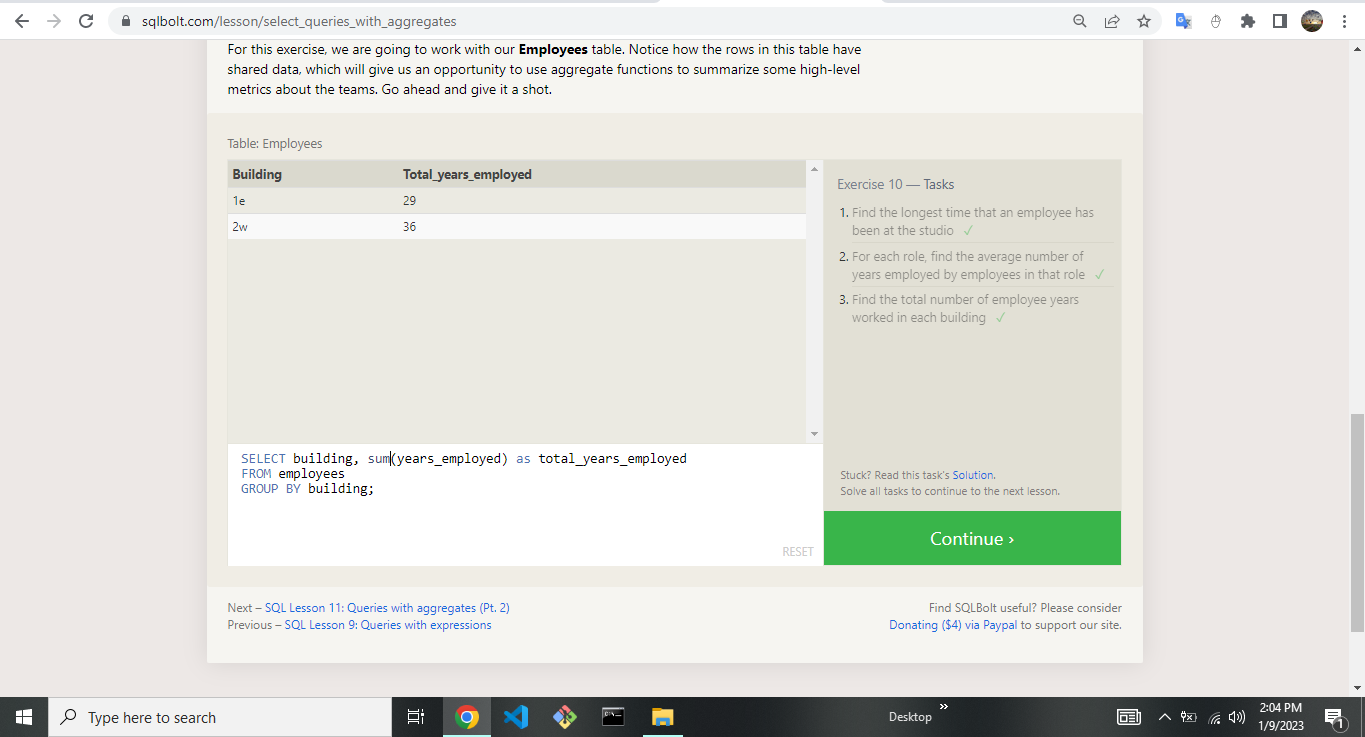 sqlbolt.com/lesson/select_queries_with_aggregates
For this exercise, we are going to work with our Employees table. Notice how the rows in this table have
shared data, which will give us an opportunity to use aggregate functions to summarize some high-level
metrics about the teams. Go ahead and give it a shot.
Table: Employees
Building Total_years_employed
1e 29
2w 36
Exercise 10 — Tasks
1. Find the longest time that an employee has
been at the studio ✓
2. For each role, find the average number of
years employed by employees in that role ✓
3. Find the total number of employee years
worked in each building ✓
SELECT building, sum(years_employed) as total_years_employed
FROM employees
GROUP BY building;
RESET
Stuck? Read this task's Solution.
Solve all tasks to continue to the next lesson.
Continue ›
Next – SQL Lesson 11: Queries with aggregates (Pt. 2)
Previous – SQL Lesson 9: Queries with expressions
Find SQLBolt useful? Please consider
Donating ($4) via Paypal to support our site.
Type here to search
Desktop
2:04 PM
1/9/2023
1